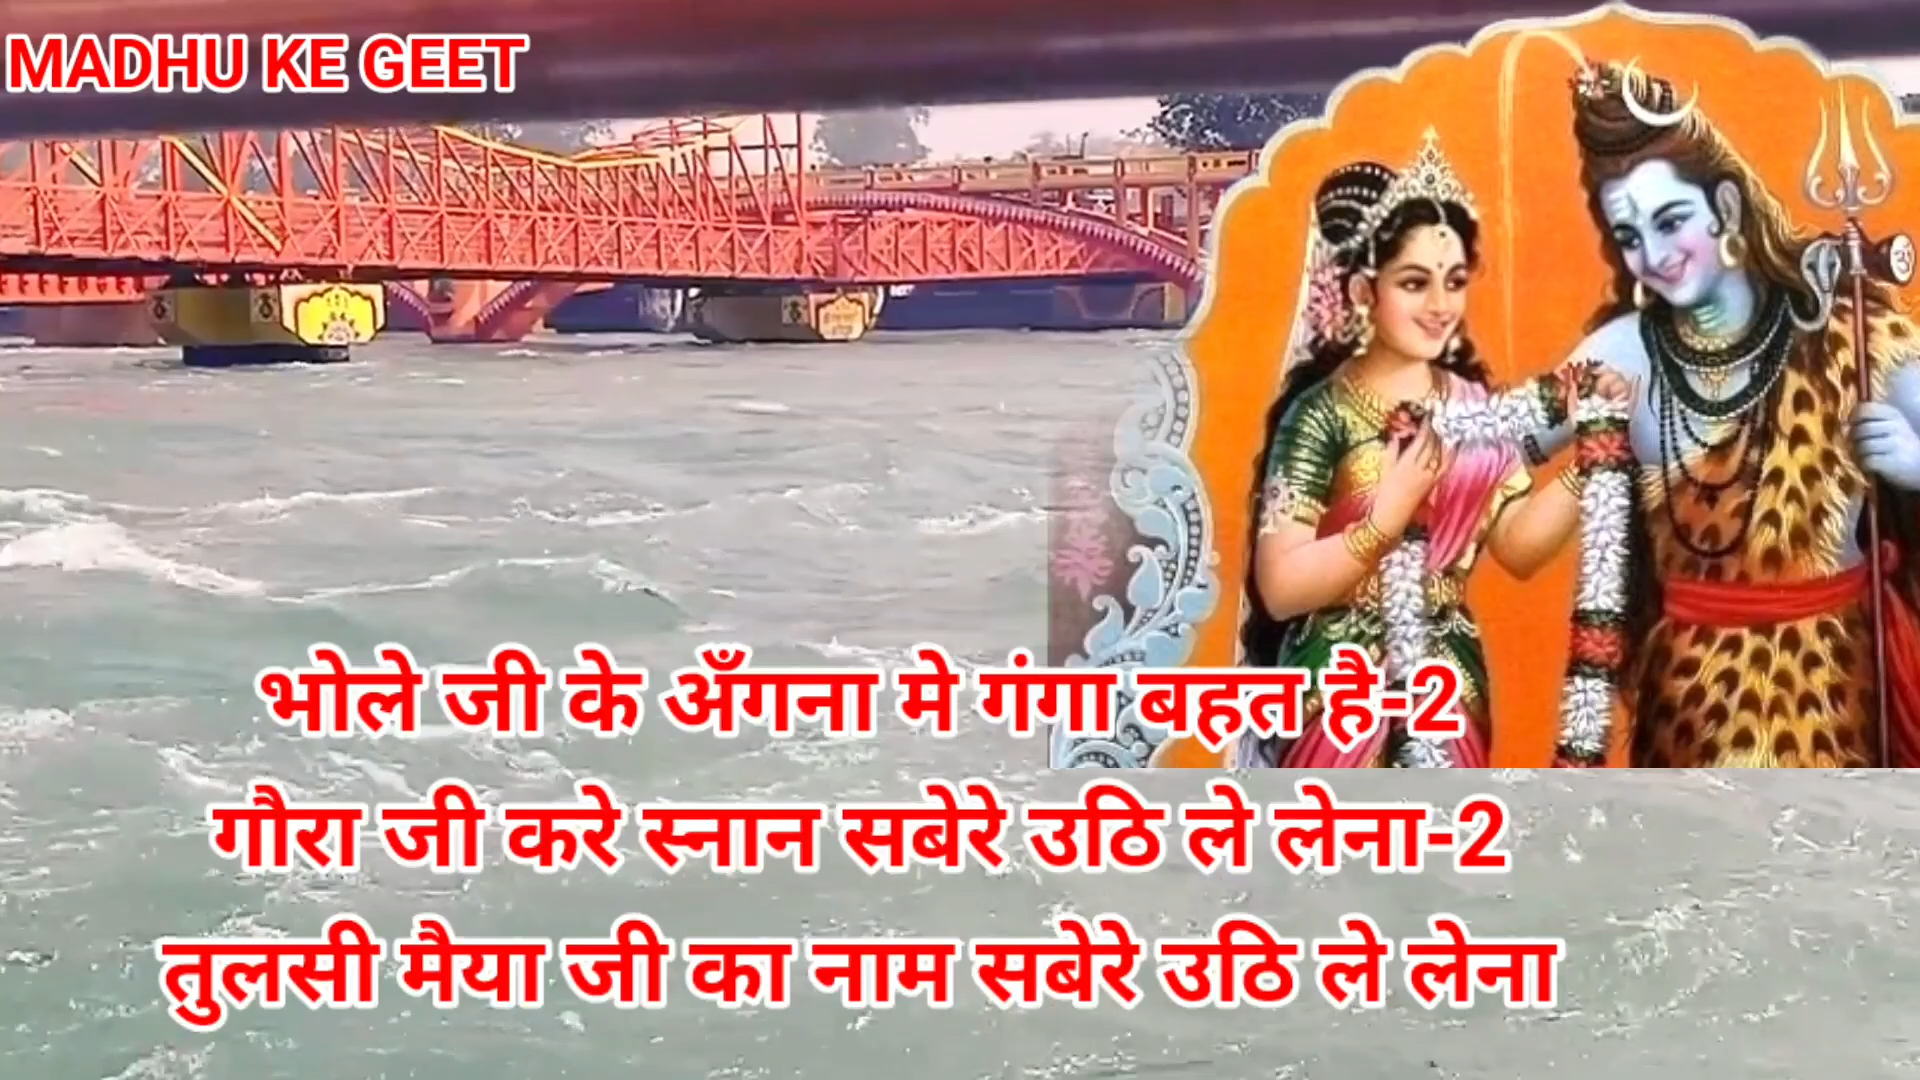 MADHU KE GEET
भोले जी के अँगना मे गंगा बहत है-2
गौरा जी करे स्नान सबेरे उठि ले लेना-2
तुलसी मैया जी का नाम सबेरे उठि ले लेना